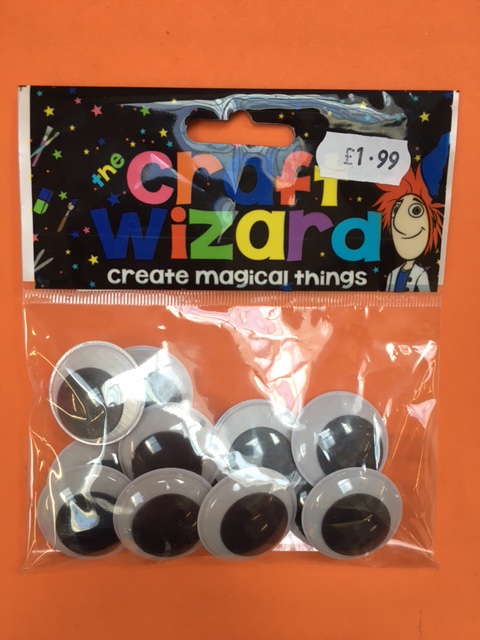 £1.99
the
craft
wizard
create magical things